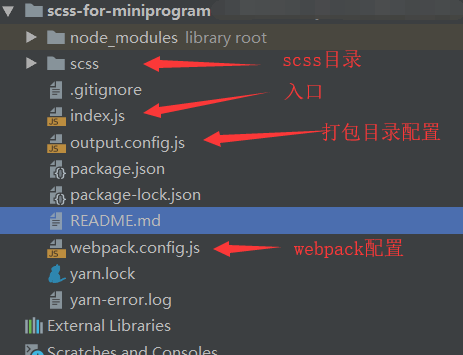 scss-for-miniprogram
node_modules library root
scss scss目录
.gitignore
index.js 入口
output.config.js 打包目录配置
package.json
package-lock.json
README.md
webpack.config.js webpack配置
yarn.lock
yarn-error.log
External Libraries
Scratches and Consoles